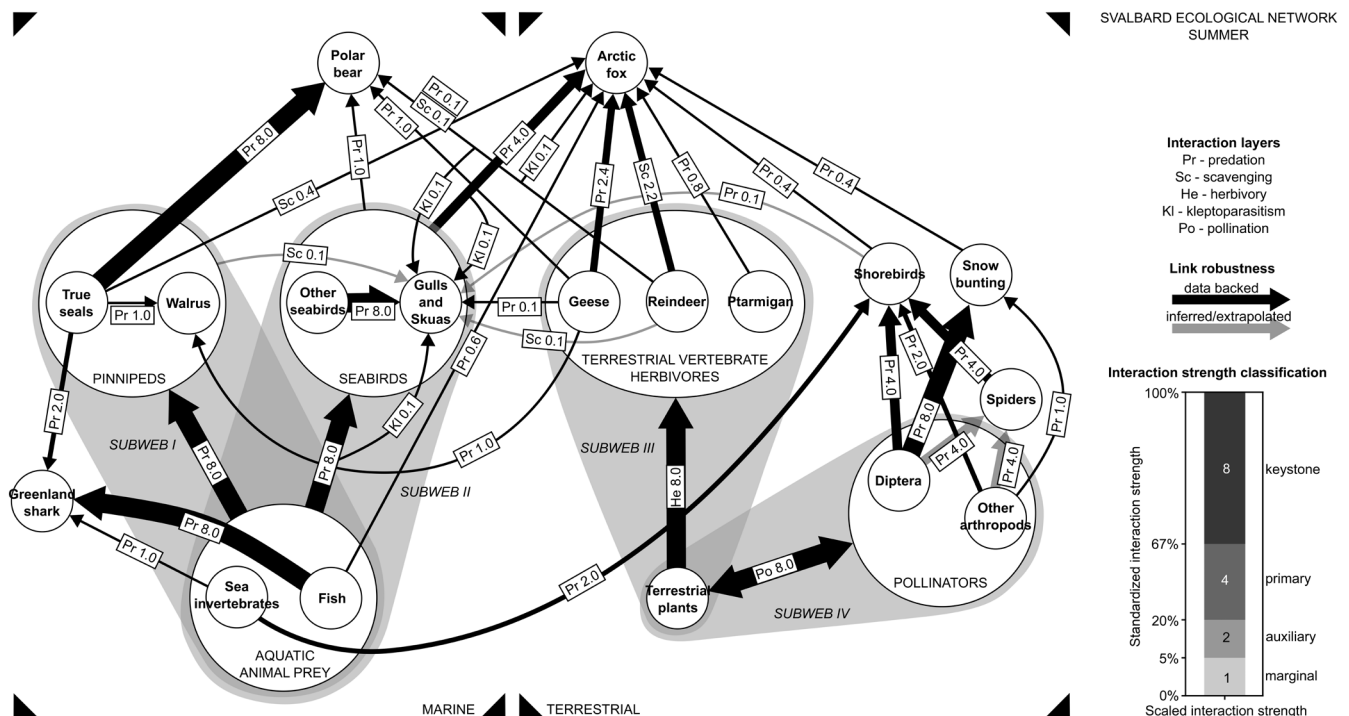 SVALBARD ECOLOGICAL NETWORK
SUMMER
Polar
bear
Arctic
fox
Pr 0.1
Sc 0.1
Pr 1.0
Pr 8.0
Pr 4.0
Kl 0.1
Pr 1.0
Sc 0.4
Kl 0.1
Kl 0.1
Pr 2.4
Sc 2.2
Pr 0.8
Pr 0.4
Pr 0.4
Pr 0.1
Interaction layers
Pr - predation
Sc - scavenging
He - herbivory
Kl - kleptoparasitism
Po - pollination
Link robustness
data backed
inferred/extrapolated
Sc 0.1
True
seals
Pr 1.0
Walrus
PINNIPEDS
Other
seabirds
Pr 8.0
Gulls
and
Skuas
SEABIRDS
Pr 0.1
Sc 0.1
Pr 0.6
Geese
Reindeer
Ptarmigan
TERRESTRIAL VERTEBRATE
HERBIVORES
Shorebirds
Snow
bunting
Pr 4.0
Pr 2.0
Pr 4.0
Pr 8.0
Spiders
Pr 1.0
Pr 4.0
Pr 4.0
Diptera
Other
arthropods
POLLINATORS
Pr 2.0
SUBWEB I
Pr 8.0
Pr 8.0
Kl 0.1
Pr 1.0
SUBWEB II
SUBWEB III
He 8.0
Greenland
shark
Pr 8.0
Pr 1.0
Sea
invertebrates
Fish
AQUATIC
ANIMAL PREY
Pr 2.0
Terrestrial
plants
Po 8.0
SUBWEB IV
MARINE
TERRESTRIAL
Interaction strength classification
Standardized interaction strength
100%
67%
20%
5%
0%
8
4
2
1
keystone
primary
auxiliary
marginal
Scaled interaction strength